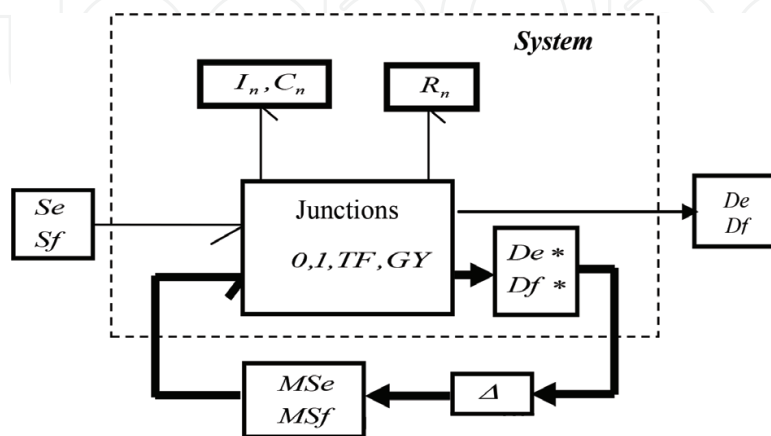 System
I_n, C_n
R_n
Se
Sf
Junctions
0,1,TF,GY
De *
Df *
De
Df
MSe
MSf
Δ